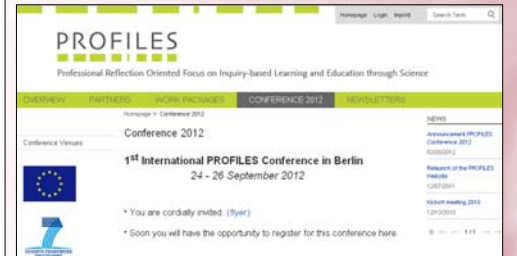 Homepage Login Imprint Search Term
PROFILES
Professional Reflection Oriented Focus on Inquiry-based Learning and Education through Science
OVERVIEW PARTNERS WORK PACKAGES CONFERENCE 2012 NEWSLETTERS
Homepage > Conference 2012
Conference Venues
Conference 2012
1st International PROFILES Conference in Berlin
24 - 26 September 2012
* You are cordially invited. (flyer)
* Soon you will have the opportunity to register for this conference here.
NEWS
Announcement PROFILES
Conference 2012
Relaunch of the PROFILES
Website
12/07/2011
Kickoff meeting 2010
12/13/2010
1/1
7
SEVENTH FRAMEWORK
PROGRAMME